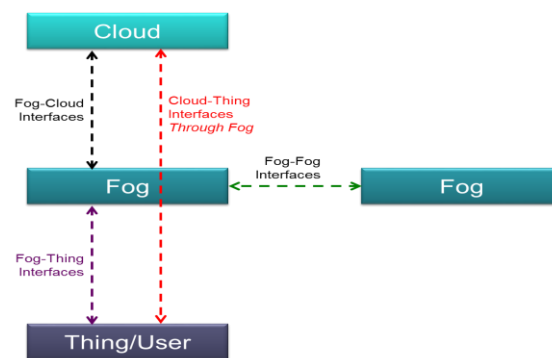 Cloud
Fog-Cloud
Interfaces
Cloud-Thing
Interfaces
Through Fog
Fog-Fog
Interfaces
Fog
Fog
Fog-Thing
Interfaces
Thing/User